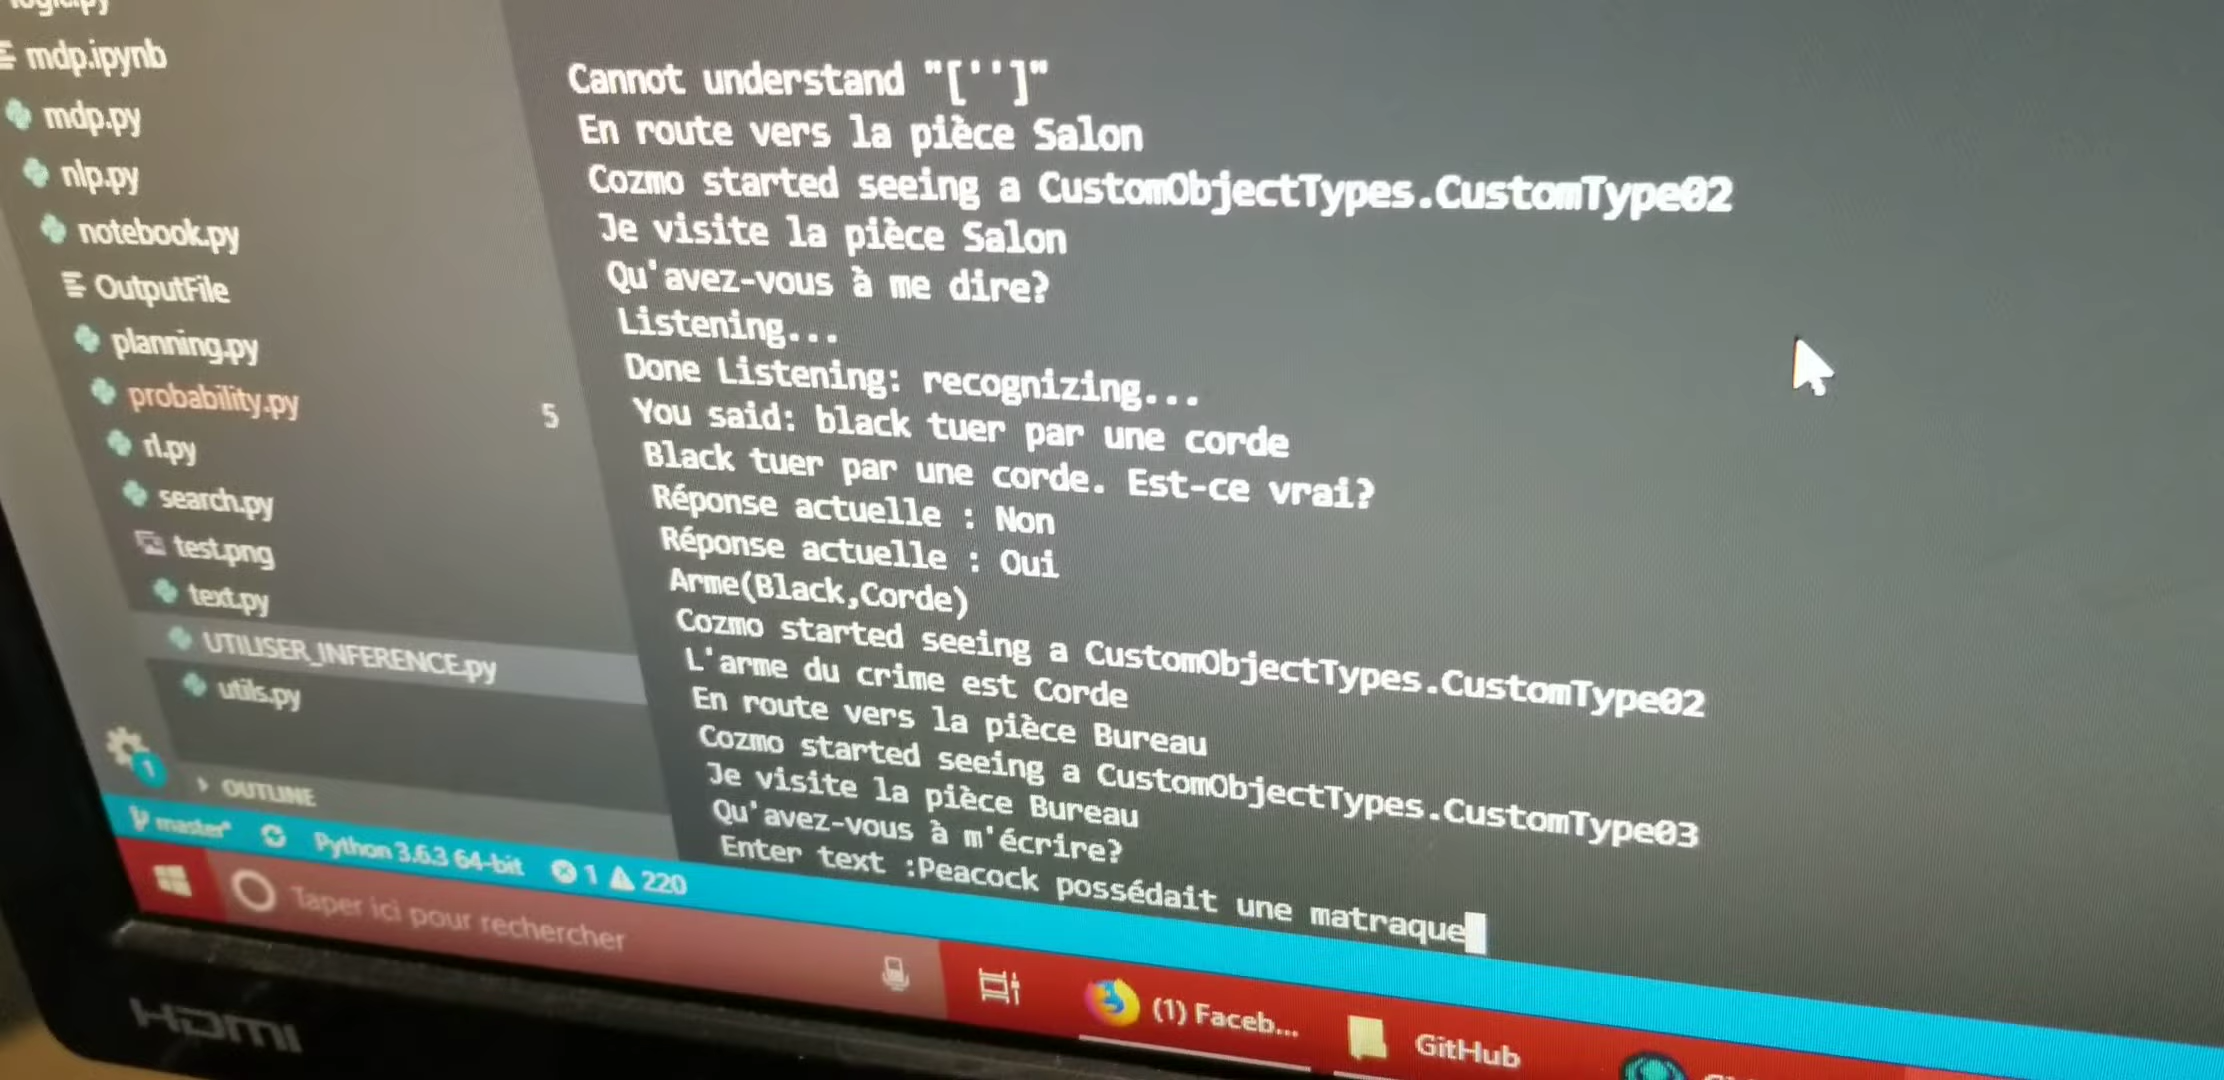 logic.py
mdp.ipynb
mdp.py
nlp.py
notebook.py
OutputFile
planning.py
probability.py 5
rl.py
search.py
test.png
text.py
UTILISER_INFERENCE.py
utils.py
1
OUTLINE
Cannot understand "['']"
En route vers la pièce Salon
Cozmo started seeing a CustomObjectTypes.CustomType02
Je visite la pièce Salon
Qu'avez-vous à me dire?
Listening...
Done Listening: recognizing...
You said: black tuer par une corde
Black tuer par une corde. Est-ce vrai?
Réponse actuelle : Non
Réponse actuelle : Oui
Arme(Black,Corde)
Cozmo started seeing a CustomObjectTypes.CustomType02
L'arme du crime est Corde
En route vers la pièce Bureau
Cozmo started seeing a CustomObjectTypes.CustomType03
Je visite la pièce Bureau
Qu'avez-vous à m'écrire?
Enter text :Peacock possédait une matraque
master* Python 3.6.3 64-bit 1 220
Taper ici pour rechercher
(1) Faceb...
GitHub
HDMI